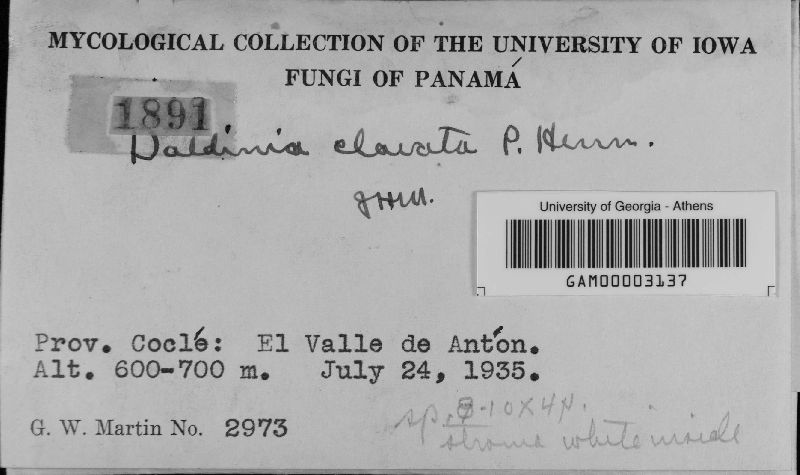 MYCOLOGICAL COLLECTION OF THE UNIVERSITY OF IOWA
FUNGI OF PANAMÁ
1891.
Daldinia clavata P. Henn.
University of Georgia - Athens
GAM00003137
Prov. Coclé: El Valle de Antón.
Alt. 600-700 m. July 24, 1935.
sp. 8-10 X 4μ.
stroma white inside
G. W. Martin No. 2973